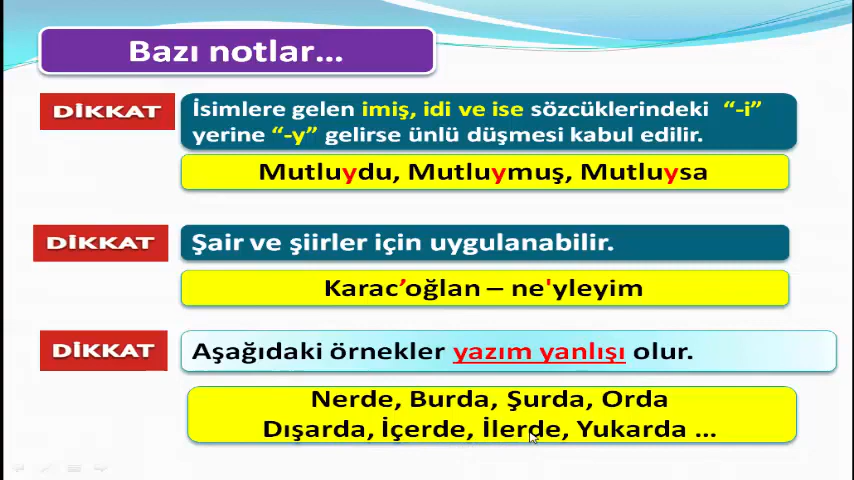 Bazı notlar...
DİKKAT
İsimlere gelen imiş, idi ve ise sözcüklerindeki “-i”
yerine “-y” gelirse ünlü düşmesi kabul edilir.
Mutluydu, Mutluymuş, Mutluysa
DİKKAT
Şair ve şiirler için uygulanabilir.
Karac’oğlan – ne'yleyim
DİKKAT
Aşağıdaki örnekler yazım yanlışı olur.
Nerde, Burda, Şurda, Orda
Dışarda, İçerde, İlerde, Yukarda ...